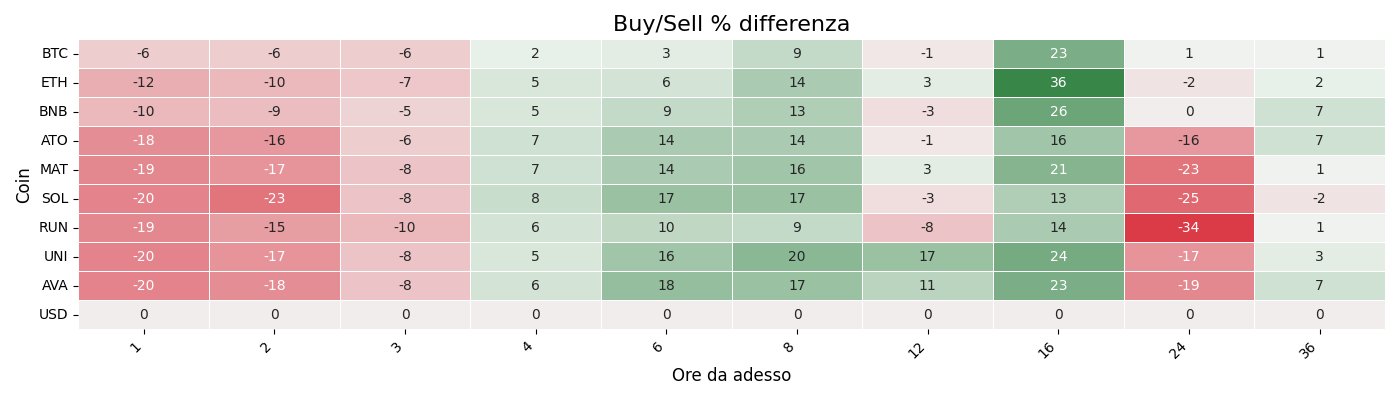 Buy/Sell % differenza
Coin
BTC -6 -6 -6 2 3 9 -1 23 1 1
ETH -12 -10 -7 5 6 14 3 36 -2 2
BNB -10 -9 -5 5 9 13 -3 26 0 7
ATO -18 -16 -6 7 14 14 -1 16 -16 7
MAT -19 -17 -8 7 14 16 3 21 -23 1
SOL -20 -23 -8 8 17 17 -3 13 -25 -2
RUN -19 -15 -10 6 10 9 -8 14 -34 1
UNI -20 -17 -8 5 16 20 17 24 -17 3
AVA -20 -18 -8 6 18 17 11 23 -19 7
USD 0 0 0 0 0 0 0 0 0 0
1 2 3 4 6 8 12 16 24 36
Ore da adesso